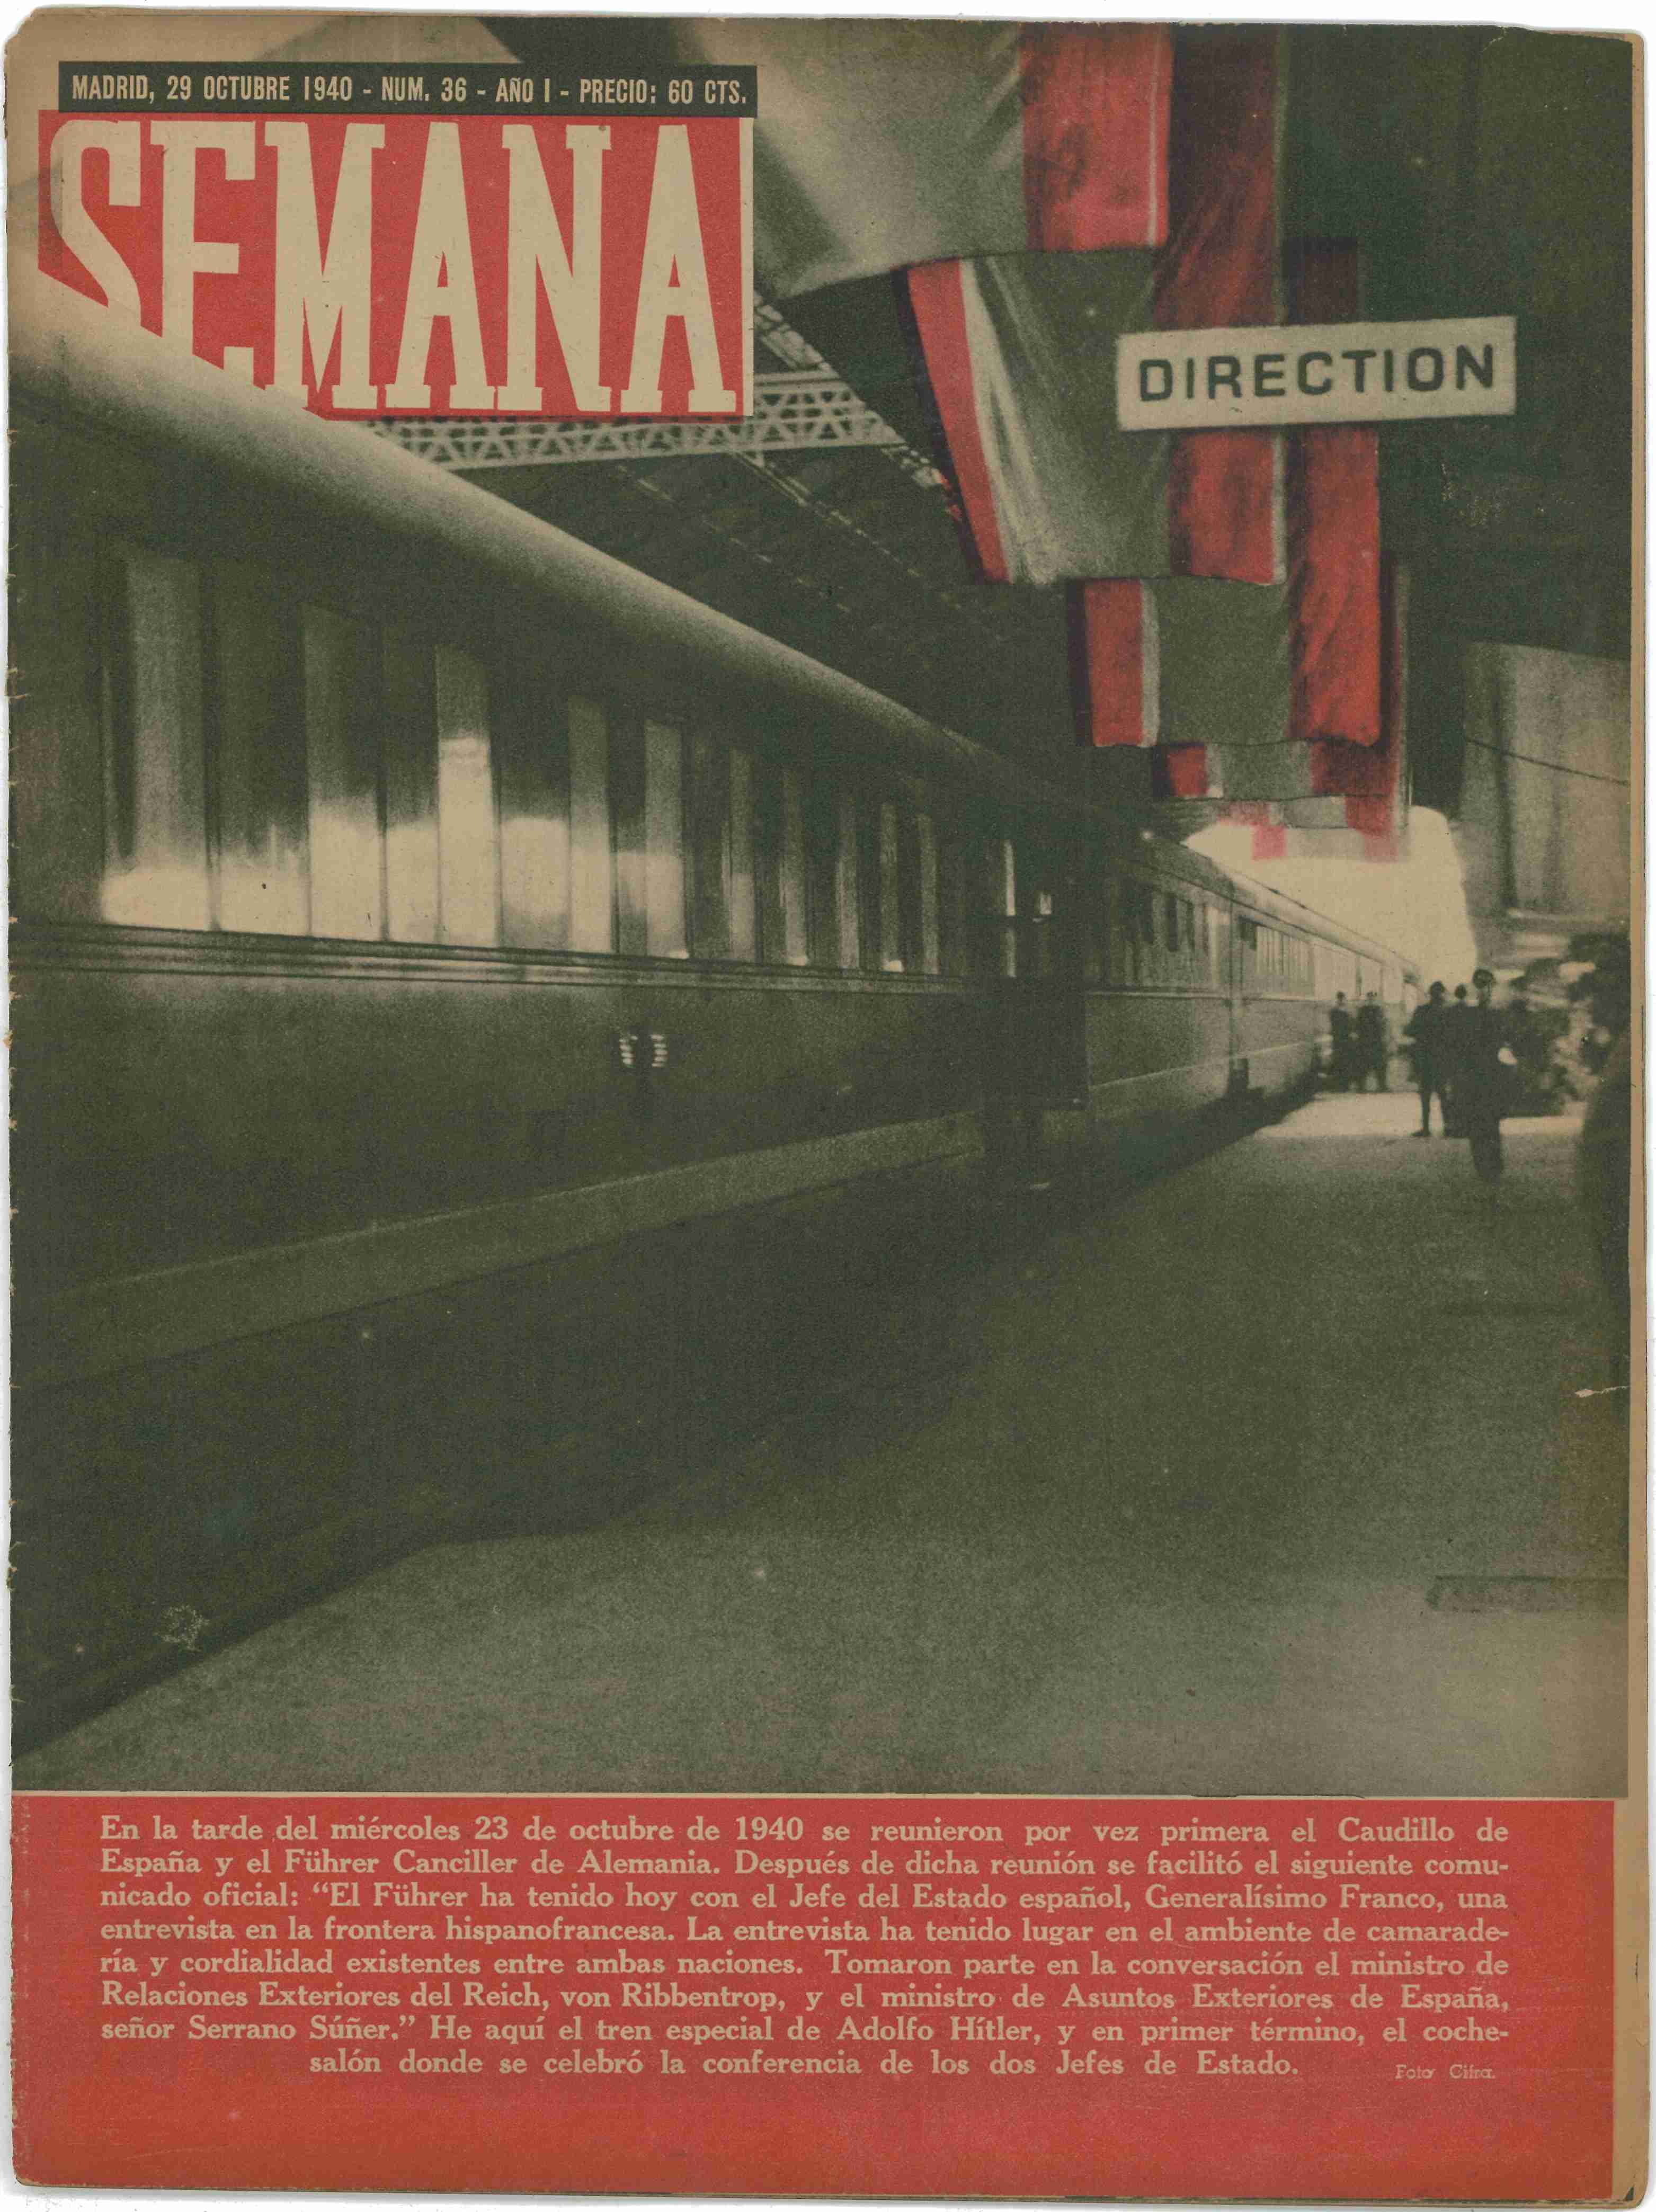 MADRID, 29 OCTUBRE 1940 - NUM. 36 - AÑO I - PRECIO: 60 CTS.
SEMANA
DIRECTION
En la tarde del miércoles 23 de octubre de 1940 se reunieron por vez primera el Caudillo de
España y el Führer Canciller de Alemania. Después de dicha reunión se facilitó el siguiente comu-
nicado oficial: “El Führer ha tenido hoy con el Jefe del Estado español, Generalísimo Franco, una
entrevista en la frontera hispanofrancesa. La entrevista ha tenido lugar en el ambiente de camarade-
ría y cordialidad existentes entre ambas naciones. Tomaron parte en la conversación el ministro de
Relaciones Exteriores del Reich, von Ribbentrop, y el ministro de Asuntos Exteriores de España,
señor Serrano Súñer.” He aquí el tren especial de Adolfo Hítler, y en primer término, el coche-
salón donde se celebró la conferencia de los dos Jefes de Estado.
Foto Cifra.